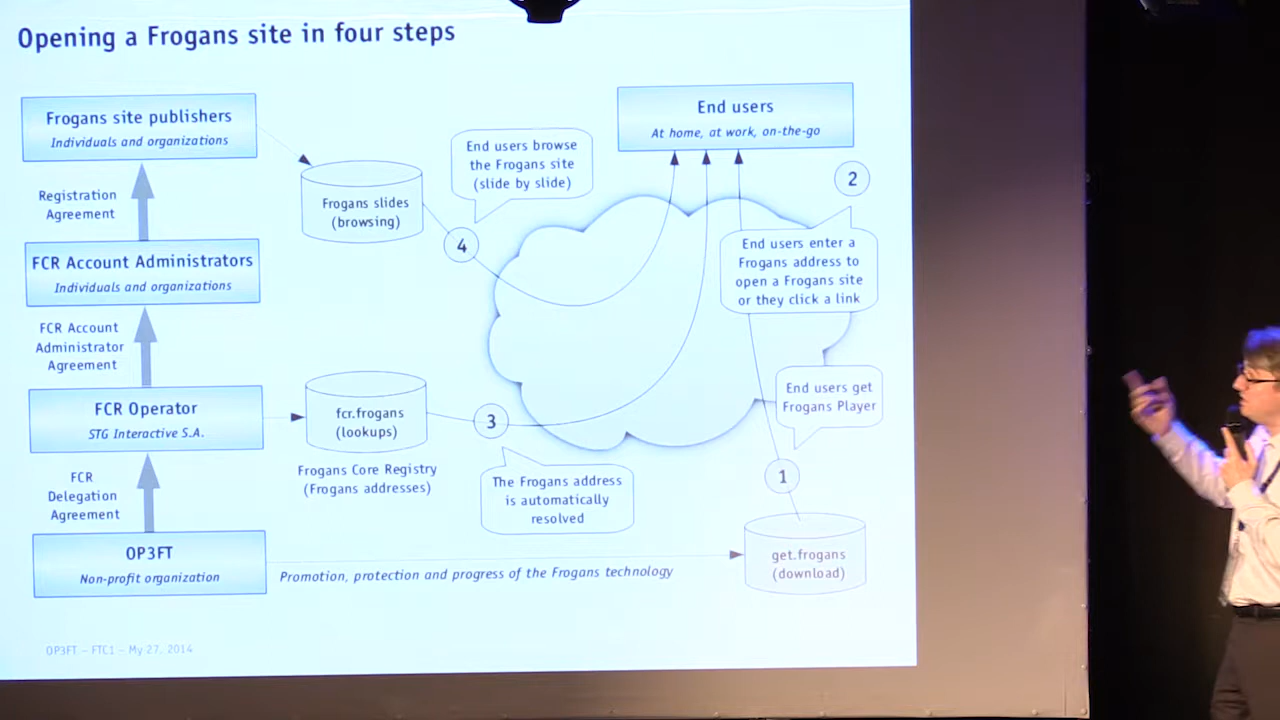 Opening a Frogans site in four steps
Frogans site publishers
Individuals and organizations
Registration
Agreement
FCR Account Administrators
Individuals and organizations
FCR Account
Administrator
Agreement
FCR Operator
STG Interactive S.A.
FCR
Delegation
Agreement
OP3FT
Non-profit organization
Frogans slides
(browsing)
End users browse
the Frogans site
(slide by slide)
4
End users
At home, at work, on-the-go
2
End users enter a
Frogans address to
open a Frogans site
or they click a link
fcr.frogans
(lookups)
Frogans Core Registry
(Frogans addresses)
3
The Frogans address
is automatically
resolved
End users get
Frogans Player
1
get.frogans
(download)
Promotion, protection and progress of the Frogans technology
OP3FT – FTC1 – My 27, 2014